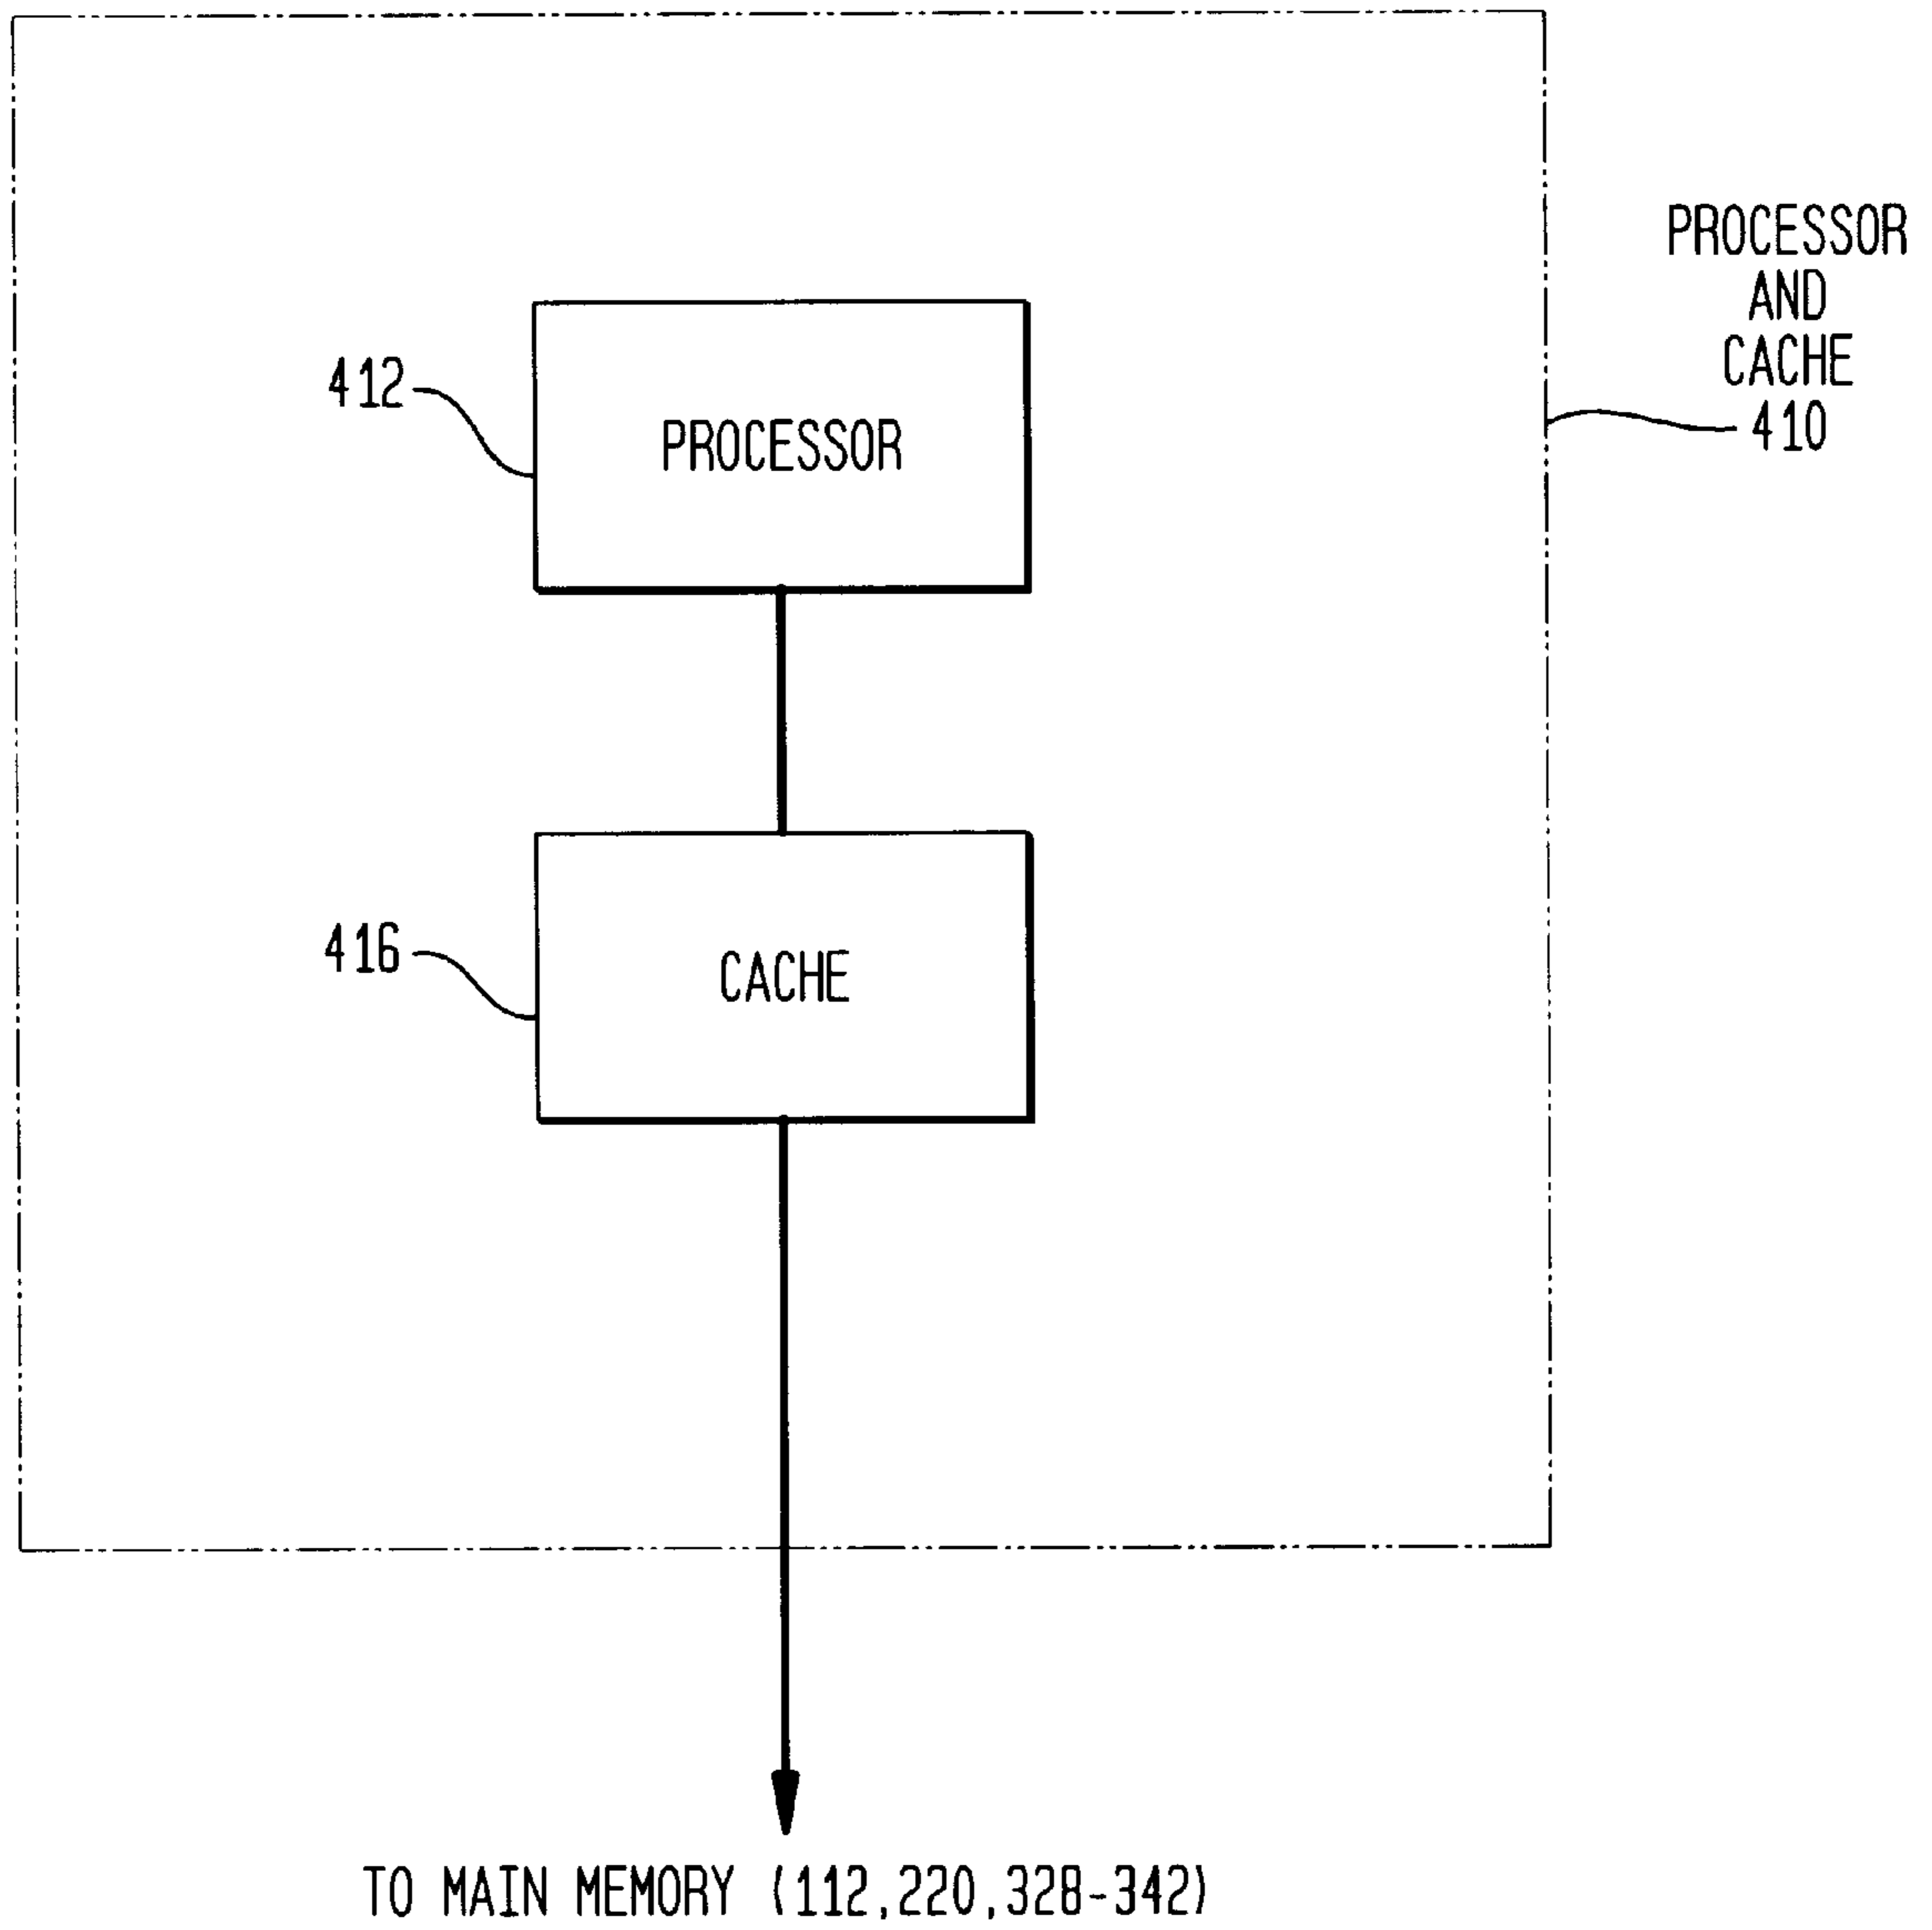 PROCESSOR
AND
CACHE
410
412
PROCESSOR
416
CACHE
TO MAIN MEMORY (112,220,328-342)